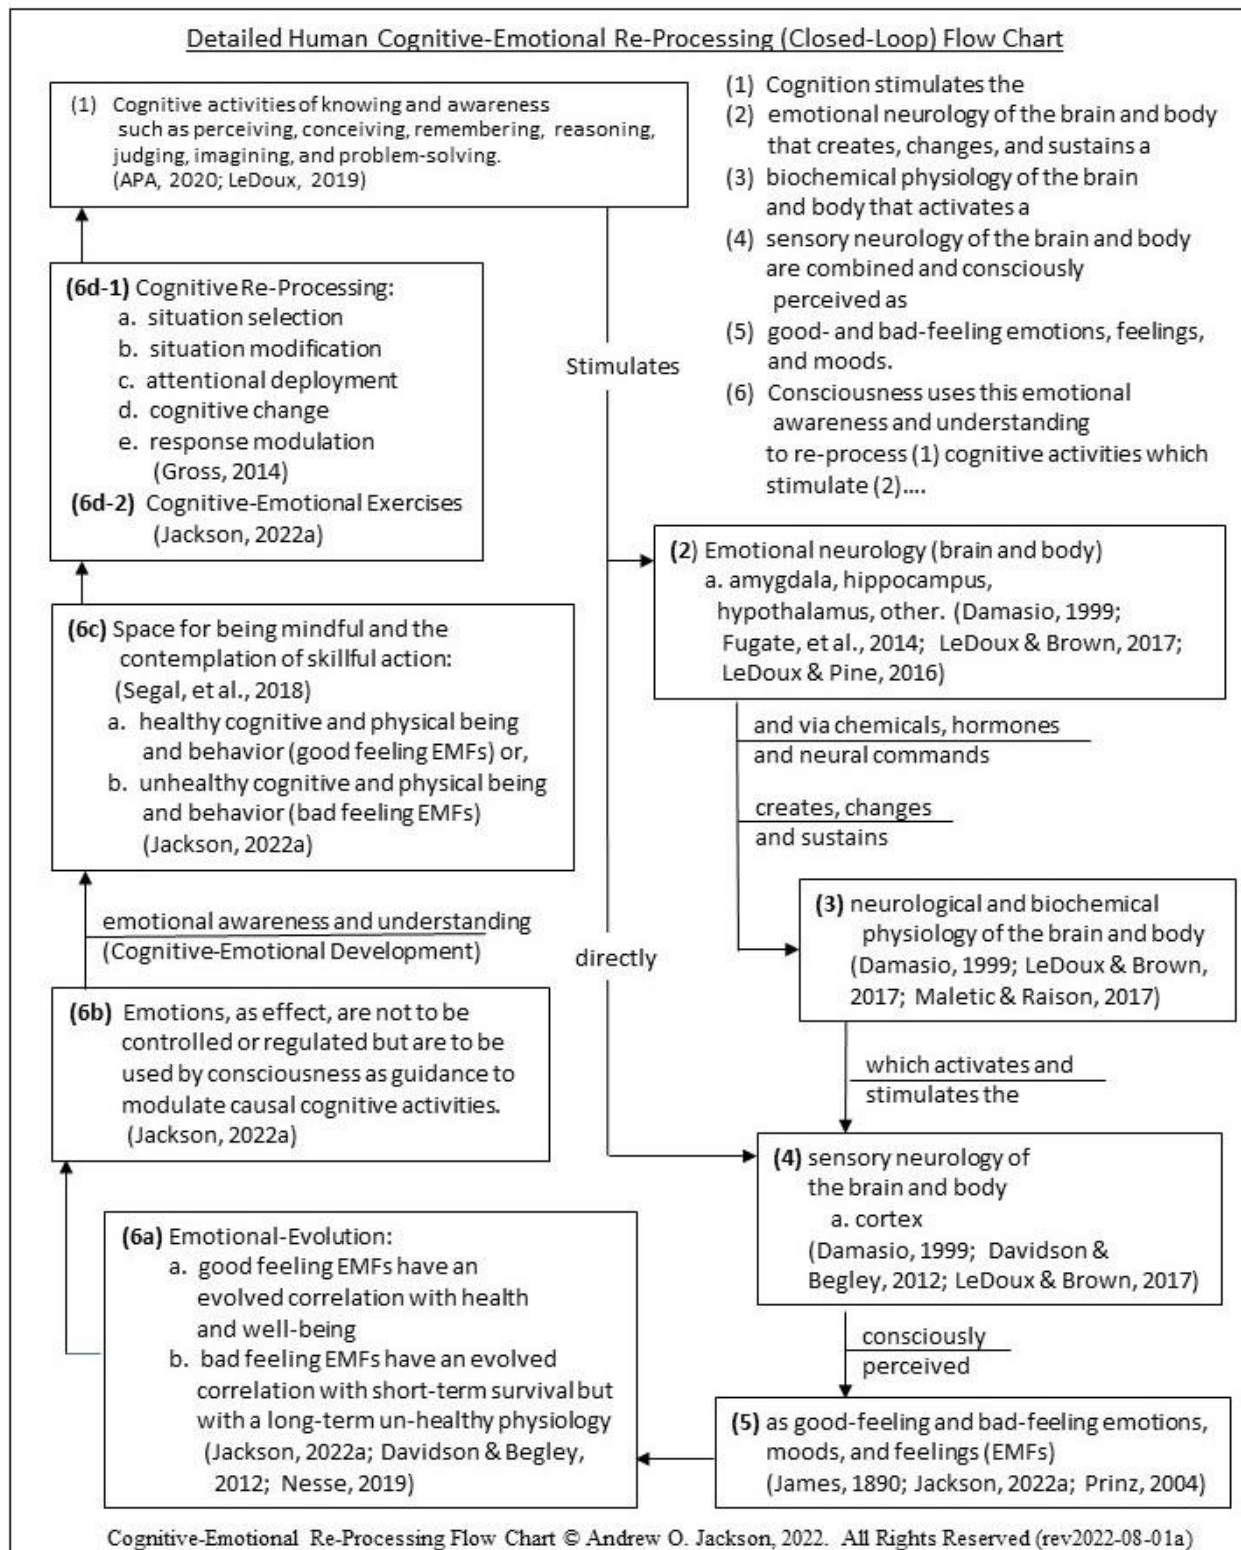 Detailed Human Cognitive-Emotional Re-Processing (Closed-Loop) Flow Chart
(1) Cognitive activities of knowing and awareness
such as perceiving, conceiving, remembering, reasoning,
judging, imagining, and problem-solving.
(APA, 2020; LeDoux, 2019)
(1) Cognition stimulates the
(2) emotional neurology of the brain and body
that creates, changes, and sustains a
(3) biochemical physiology of the brain
and body that activates a
(4) sensory neurology of the brain and body
are combined and consciously
perceived as
(5) good- and bad-feeling emotions, feelings,
and moods.
(6) Consciousness uses this emotional
awareness and understanding
to re-process (1) cognitive activities which
stimulate (2)....
(6d-1) Cognitive Re-Processing:
a. situation selection
b. situation modification
c. attentional deployment
d. cognitive change
e. response modulation
(Gross, 2014)
(6d-2) Cognitive-Emotional Exercises
(Jackson, 2022a)
Stimulates
(2) Emotional neurology (brain and body)
a. amygdala, hippocampus,
hypothalamus, other. (Damasio, 1999;
Fugate, et al., 2014; LeDoux & Brown, 2017;
LeDoux & Pine, 2016)
(6c) Space for being mindful and the
contemplation of skillful action:
(Segal, et al., 2018)
a. healthy cognitive and physical being
and behavior (good feeling EMFs) or,
b. unhealthy cognitive and physical being
and behavior (bad feeling EMFs)
(Jackson, 2022a)
and via chemicals, hormones
and neural commands
creates, changes
and sustains
(3) neurological and biochemical
physiology of the brain and body
(Damasio, 1999; LeDoux & Brown,
2017; Maletic & Raison, 2017)
emotional awareness and understanding
(Cognitive-Emotional Development)
directly
(6b) Emotions, as effect, are not to be
controlled or regulated but are to be
used by consciousness as guidance to
modulate causal cognitive activities.
(Jackson, 2022a)
which activates and
stimulates the
(4) sensory neurology of
the brain and body
a. cortex
(Damasio, 1999; Davidson &
Begley, 2012; LeDoux & Brown, 2017)
(6a) Emotional-Evolution:
a. good feeling EMFs have an
evolved correlation with health
and well-being
b. bad feeling EMFs have an evolved
correlation with short-term survival but
with a long-term un-healthy physiology
(Jackson, 2022a; Davidson & Begley,
2012; Nesse, 2019)
consciously
perceived
(5) as good-feeling and bad-feeling emotions,
moods, and feelings (EMFs)
(James, 1890; Jackson, 2022a; Prinz, 2004)
Cognitive-Emotional Re-Processing Flow Chart © Andrew O. Jackson, 2022. All Rights Reserved (rev2022-08-01a)